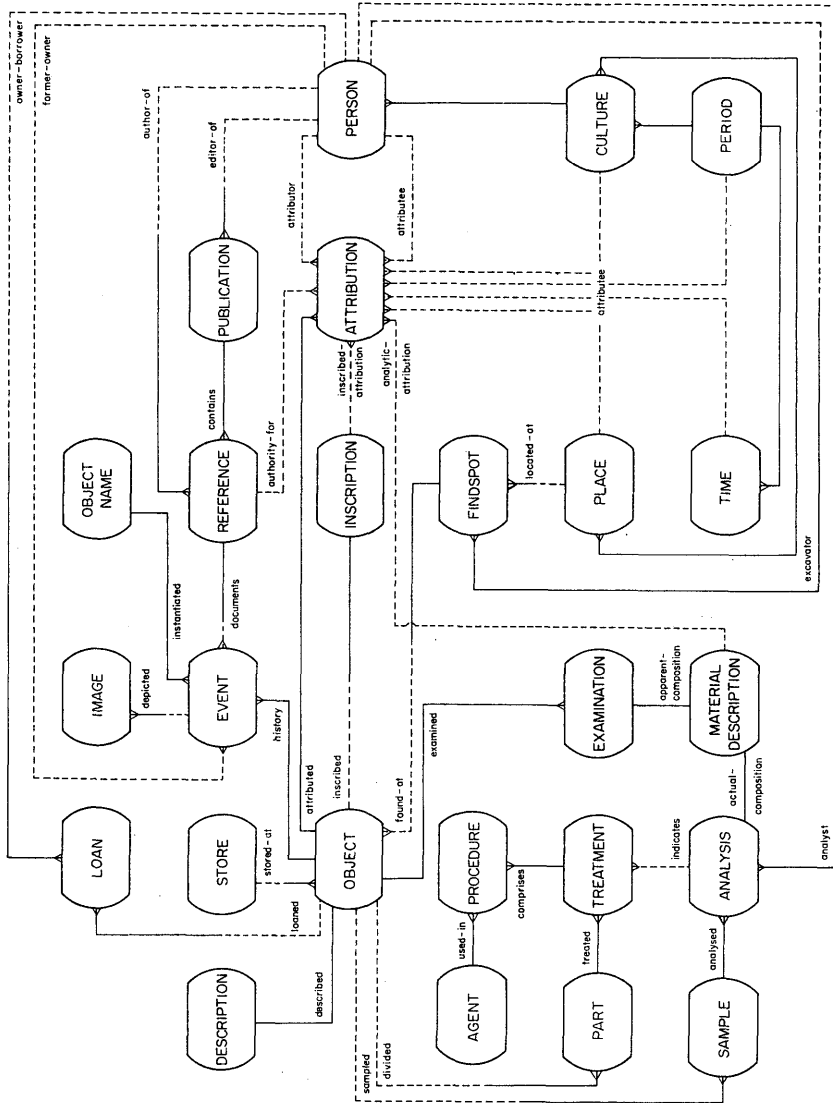 owner-borrower
former-owner
author-of
editor-of
PERSON
CULTURE
PERIOD
attributor
attributee
PUBLICATION
ATTRIBUTION
attributee
contains
authority-for
inscribed-
attribution
analytic-
attribution
OBJECT
NAME
REFERENCE
INSCRIPTION
FINDSPOT
located-at
PLACE
TIME
instantiated
documents
excavator
IMAGE
depicted
EVENT
history
attributed
inscribed
found-at
examined
EXAMINATION
apparent-
composition
MATERIAL
DESCRIPTION
actual-
composition
LOAN
STORE
stored-at
loaned
OBJECT
PROCEDURE
comprises
TREATMENT
indicates
ANALYSIS
analyst
DESCRIPTION
described
used-in
treated
analysed
AGENT
PART
SAMPLE
sampled
divided